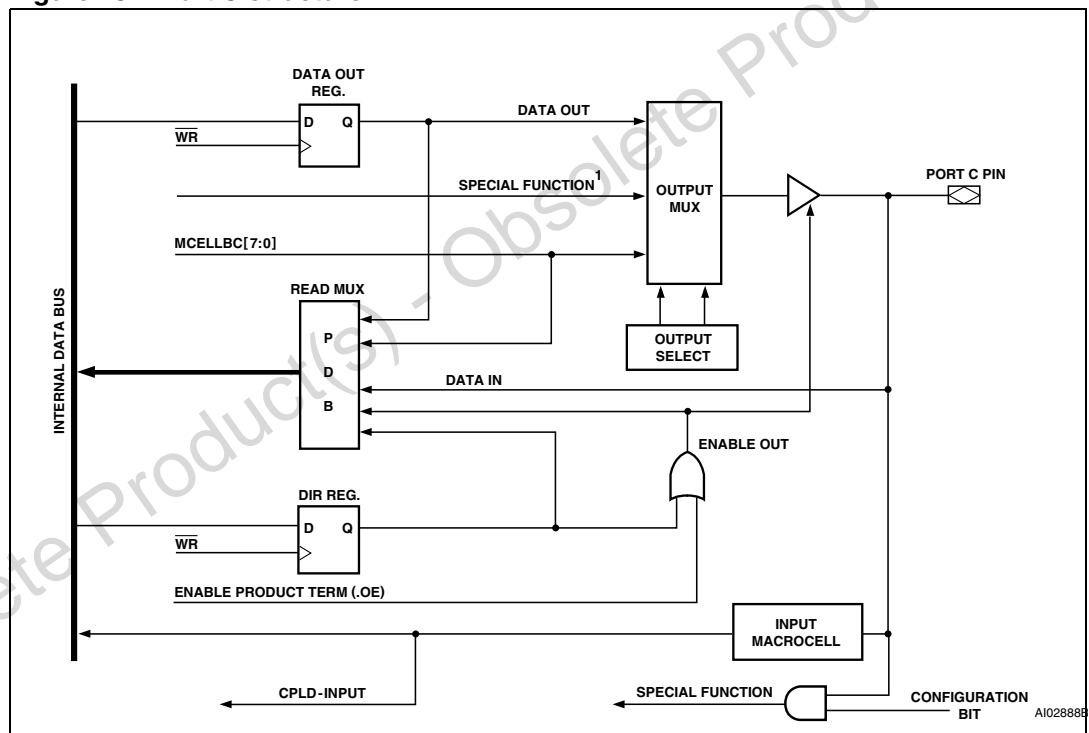 DATA OUT
REG.
D Q
WR
DATA OUT
SPECIAL FUNCTION1
MCELLBC[7:0]
OUTPUT
MUX
PORT C PIN
OUTPUT
SELECT
READ MUX
P
D
B
DATA IN
ENABLE OUT
INTERNAL DATA BUS
DIR REG.
D Q
WR
ENABLE PRODUCT TERM (.OE)
INPUT
MACROCELL
CPLD-INPUT
SPECIAL FUNCTION
CONFIGURATION
BIT
AI02888B
lete Product(s) - Obsolete Produ